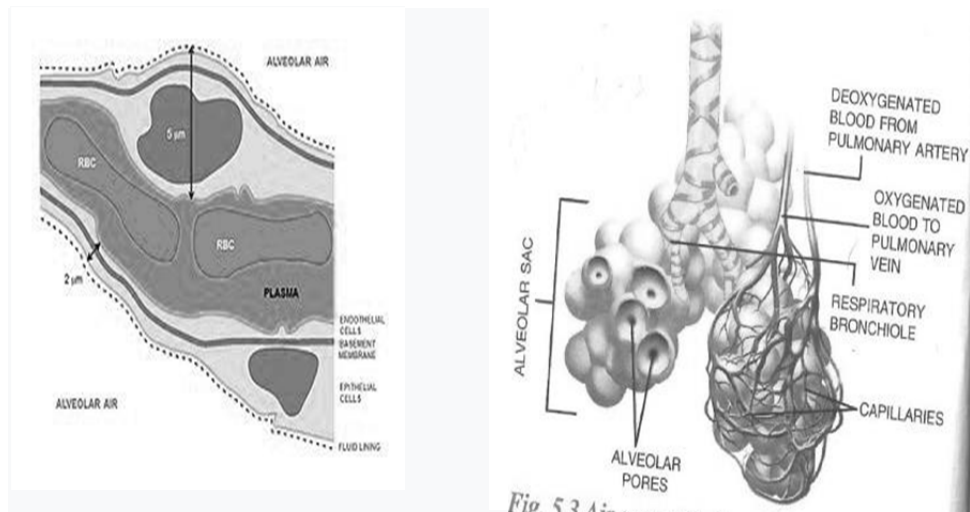 ALVEOLAR AIR
5 µm
RBC
RBC
2 µm
PLASMA
ENDOTHELIAL
CELLS
BASEMENT
MEMBRANE
EPITHELIAL
CELLS
ALVEOLAR AIR
FLUID LINING
DEOXYGENATED
BLOOD FROM
PULMONARY ARTERY
OXYGENATED
BLOOD TO
PULMONARY
VEIN
RESPIRATORY
BRONCHIOLE
ALVEOLAR SAC
CAPILLARIES
ALVEOLAR
PORES
Fig. 5.3